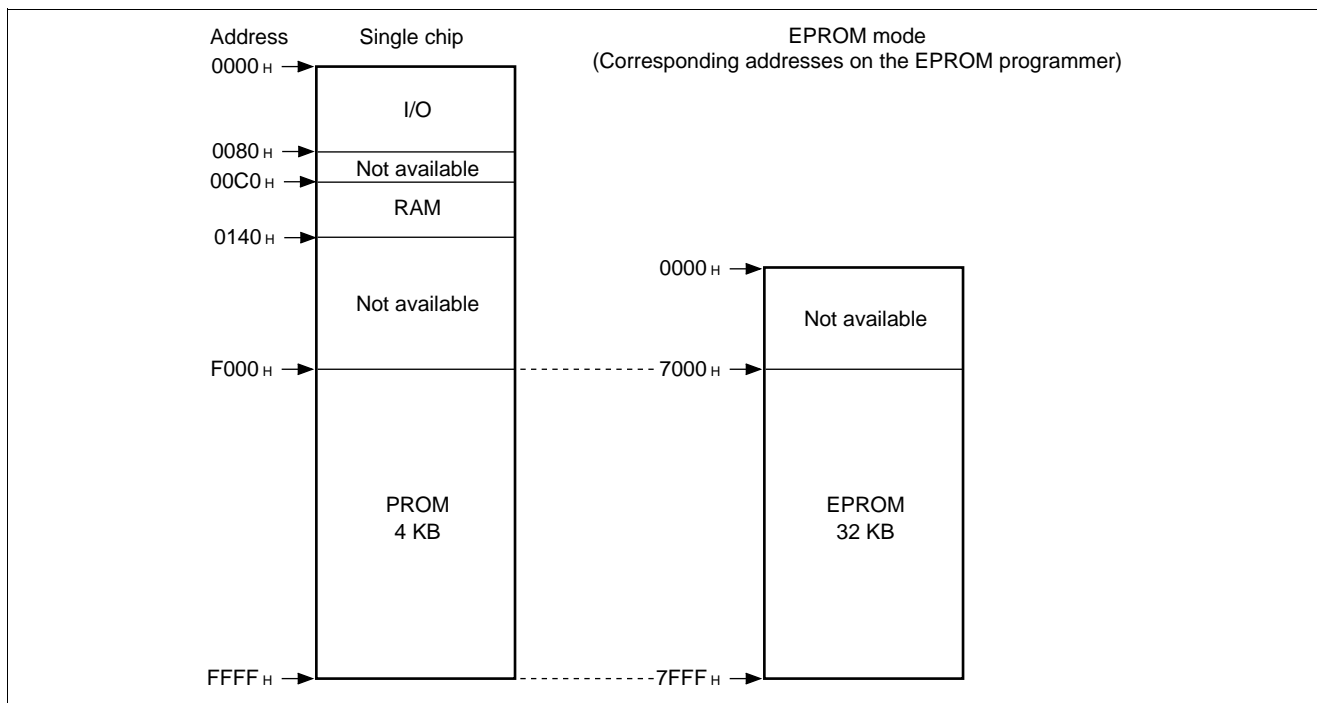 Address
Single chip
EPROM mode
(Corresponding addresses on the EPROM programmer)
0000 H
I/O
0080 H
Not available
00C0 H
RAM
0140 H
Not available
0000 H
Not available
F000 H
7000 H
PROM
4 KB
EPROM
32 KB
FFFF H
7FFF H